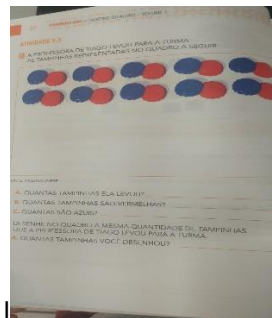 ATIVIDADE 5.3
A PROFESSORA DE TIAGO LEVOU PARA A TURMA
AS TAMPINHAS REPRESENTADAS NO QUADRO A SEGUIR.
A. QUANTAS TAMPINHAS ELA LEVOU?
B. QUANTAS TAMPINHAS SÃO VERMELHAS?
C. QUANTAS SÃO AZUIS?
DESENHE NO QUADRO A MESMA QUANTIDADE DE TAMPINHAS
QUE A PROFESSORA DE TIAGO LEVOU PARA A TURMA.
QUANTAS TAMPINHAS VOCÊ DESENHOU?